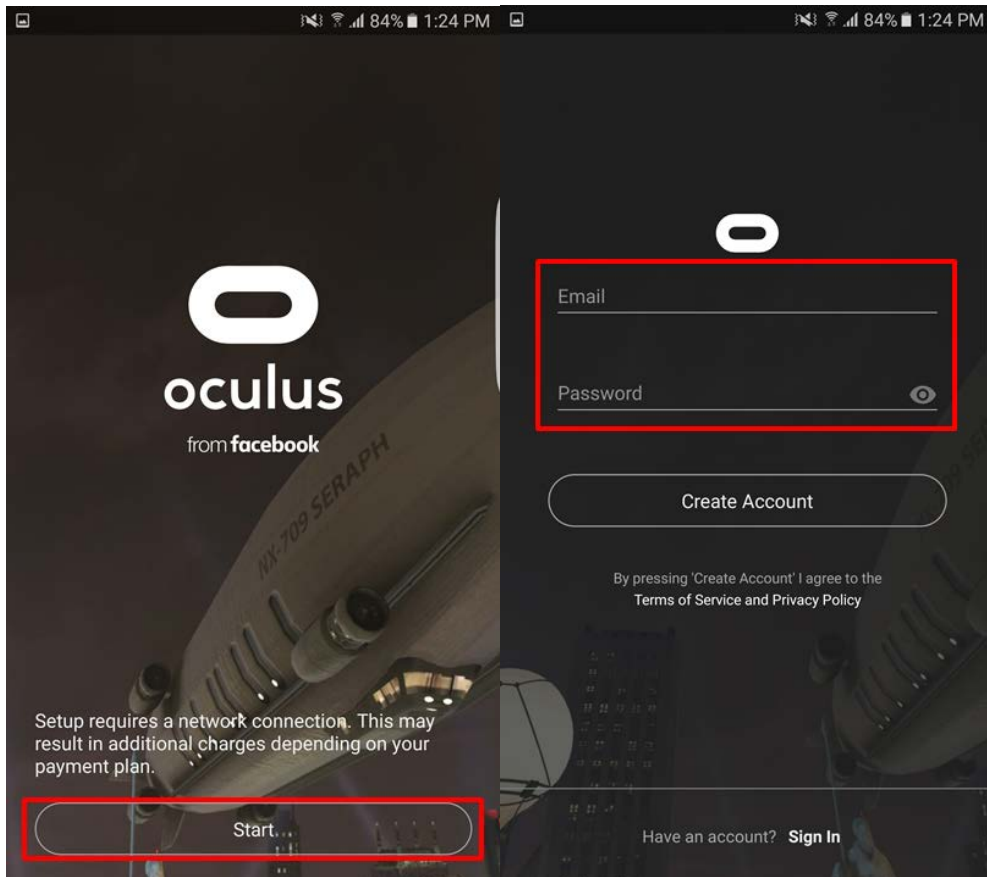 84% 1:24 PM
oculus
from facebook
NX-709 SERAPH
Setup requires a network connection. This may
result in additional charges depending on your
payment plan.
Start
84% 1:24 PM
Email
Password
Create Account
By pressing 'Create Account' I agree to the
Terms of Service and Privacy Policy
Have an account? Sign In